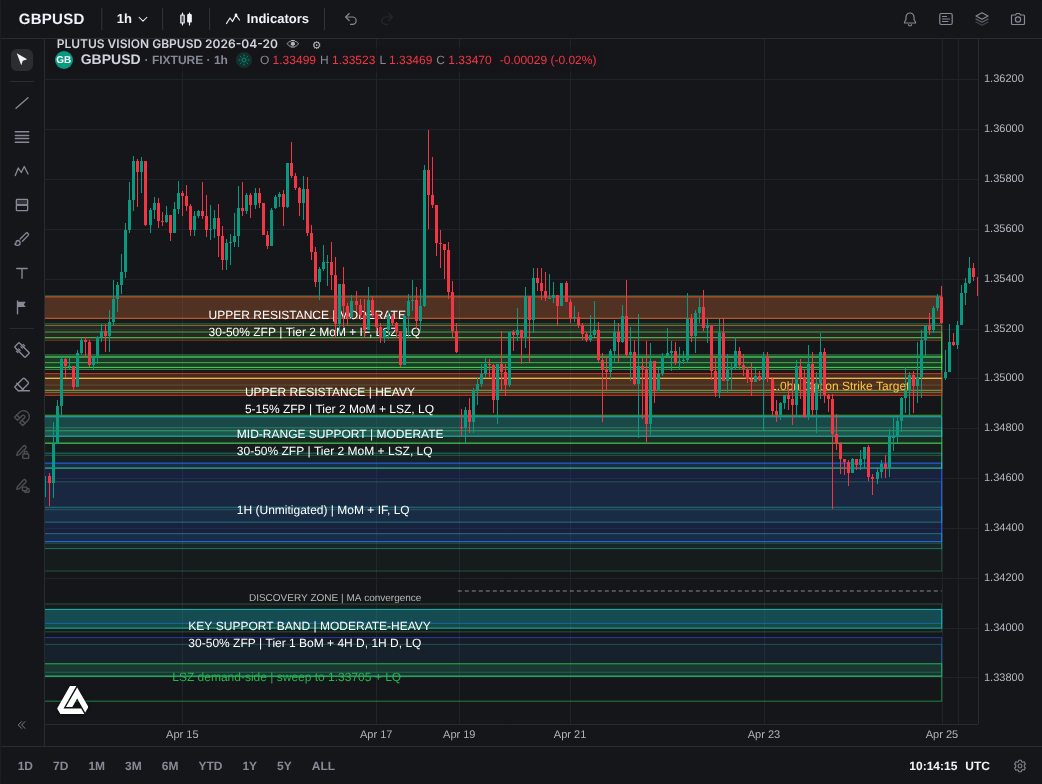 GBPUSD 1h Indicators
PLUTUS VISION GBPUSD 2026-04-20
GB GBPUSD · FIXTURE · 1h O 1.33499 H 1.33523 L 1.33469 C 1.33470 -0.00029 (-0.02%)
1.36200
1.36000
1.35800
1.35600
1.35400
UPPER RESISTANCE | MODERATE
1.35200
30-50% ZFP | Tier 2 MoM + IF, LSZ, LQ
1.35000
.0bn Option Strike Target
UPPER RESISTANCE | HEAVY
5-15% ZFP | Tier 2 MoM + LSZ, LQ
1.34800
MID-RANGE SUPPORT | MODERATE
30-50% ZFP | Tier 2 MoM + LSZ, LQ
1.34600
1H (Unmitigated) | MoM + IF, LQ
1.34400
1.34200
DISCOVERY ZONE | MA convergence
KEY SUPPORT BAND | MODERATE-HEAVY
1.34000
30-50% ZFP | Tier 1 BoM + 4H D, 1H D, LQ
LSZ demand-side | sweep to 1.33705 + LQ
1.33800
Apr 15 Apr 17 Apr 19 Apr 21 Apr 23 Apr 25
1D 7D 1M 3M 6M YTD 1Y 5Y ALL 10:14:15 UTC